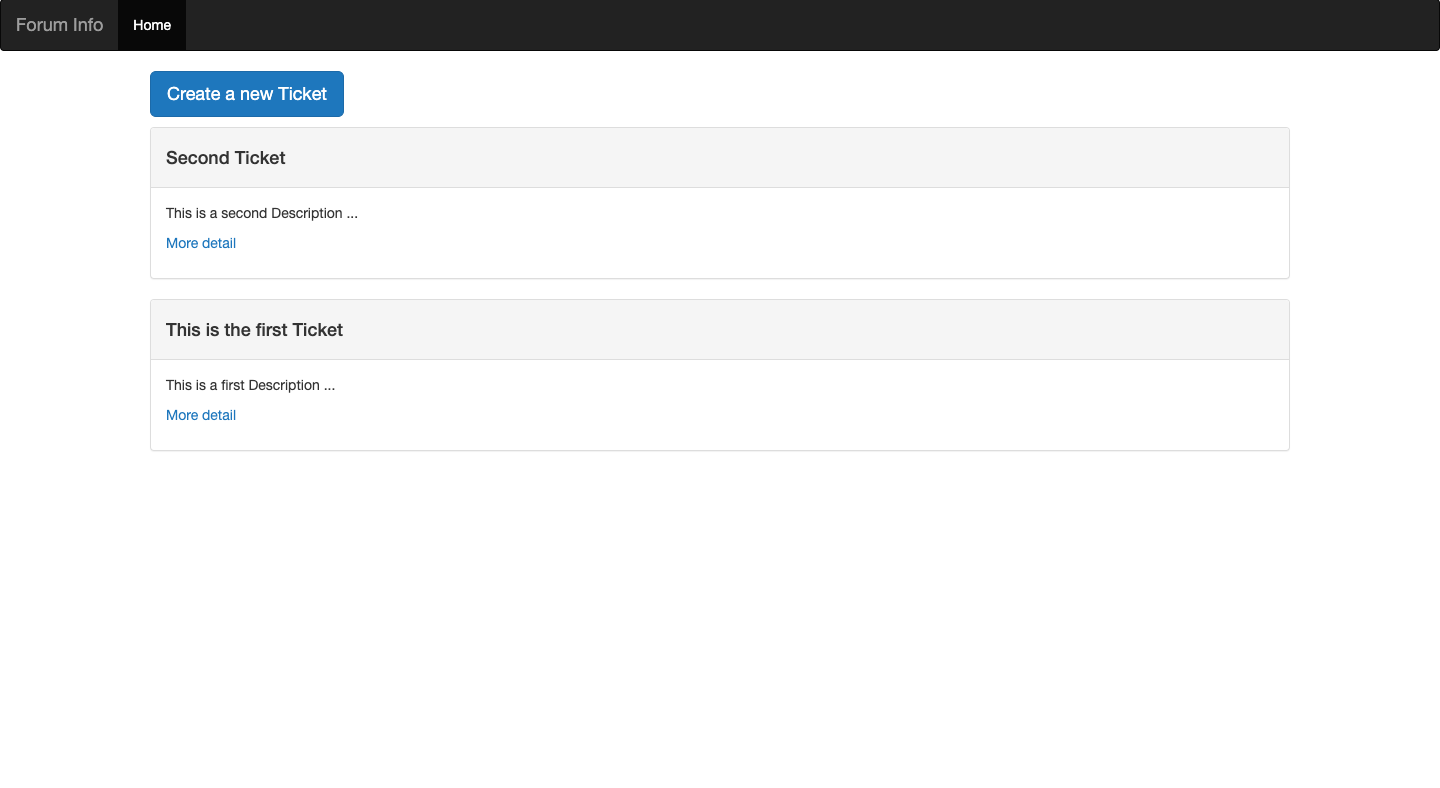 Forum Info Home
Create a new Ticket
Second Ticket
This is a second Description ...
More detail
This is the first Ticket
This is a first Description ...
More detail